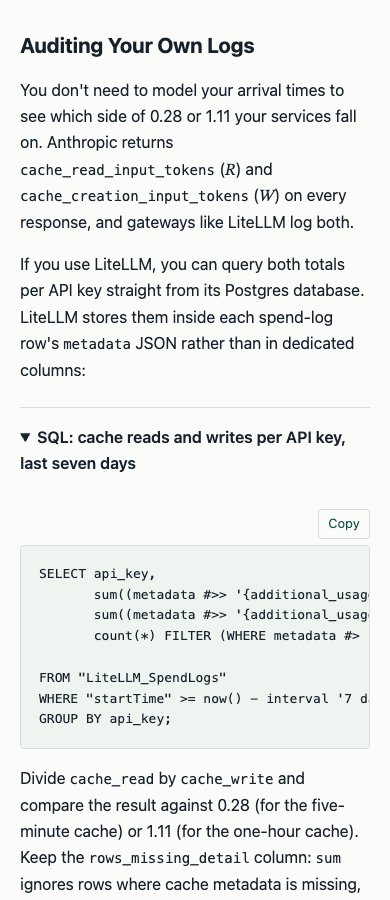 Auditing Your Own Logs
You don't need to model your arrival times to
see which side of 0.28 or 1.11 your services fall
on. Anthropic returns
cache_read_input_tokens (R) and
cache_creation_input_tokens (W) on every
response, and gateways like LiteLLM log both.
If you use LiteLLM, you can query both totals
per API key straight from its Postgres database.
LiteLLM stores them inside each spend-log
row's metadata JSON rather than in dedicated
columns:
▼ SQL: cache reads and writes per API key,
last seven days
Copy
SELECT api_key,
sum((metadata #>> '{additional_usag
sum((metadata #>> '{additional_usag
count(*) FILTER (WHERE metadata #>
FROM "LiteLLM_SpendLogs"
WHERE "startTime" >= now() - interval '7 d
GROUP BY api_key;
Divide cache_read by cache_write and
compare the result against 0.28 (for the five-
minute cache) or 1.11 (for the one-hour cache).
Keep the rows_missing_detail column: sum
ignores rows where cache metadata is missing,